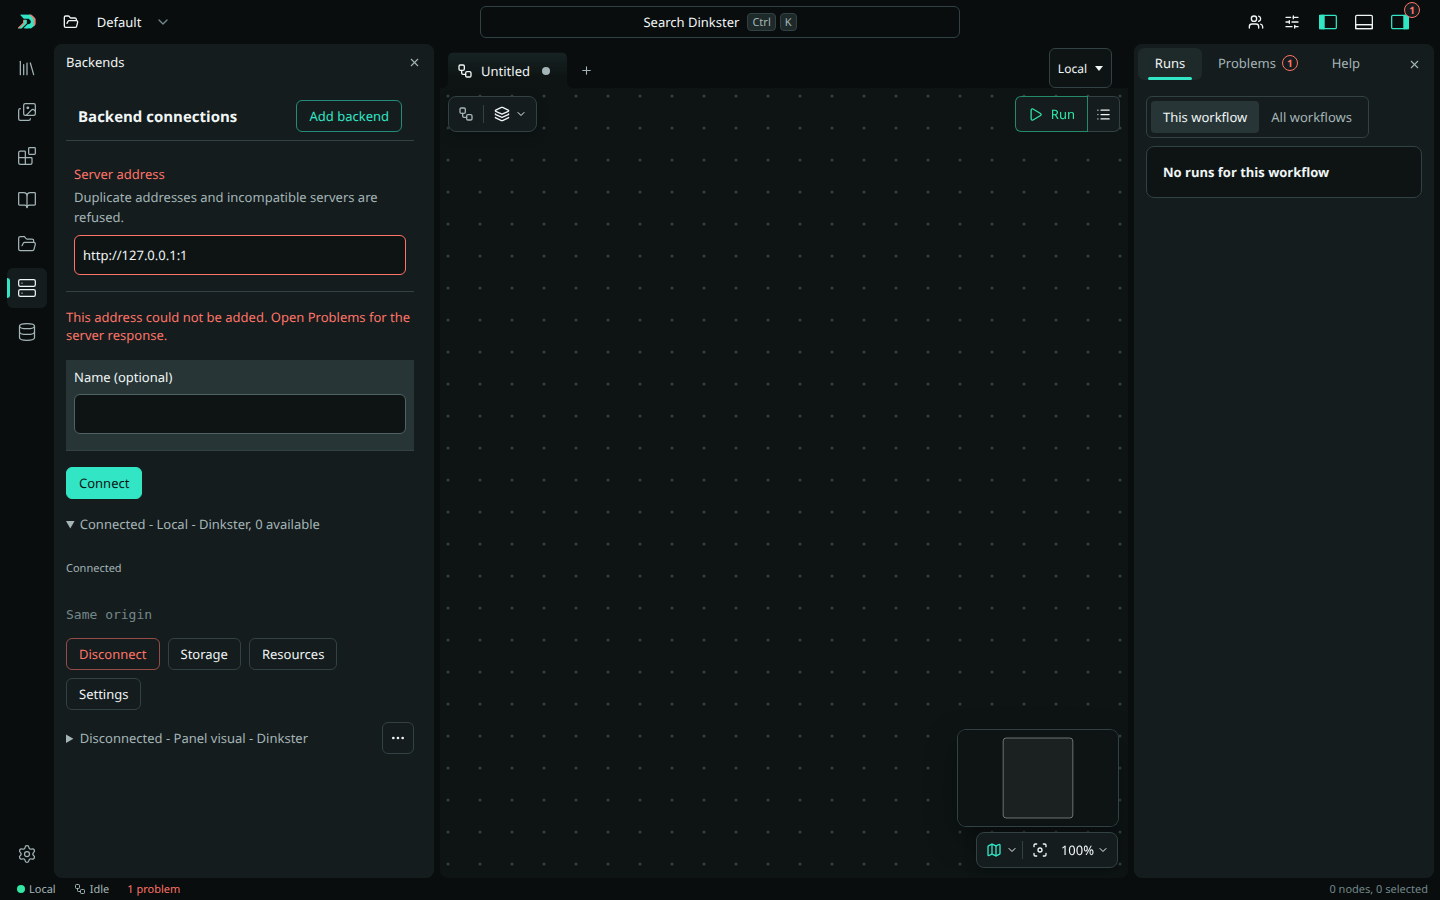 Default
Search Dinkster Ctrl K
1
Backends
Backend connections
Add backend
Server address
Duplicate addresses and incompatible servers are
refused.
http://127.0.0.1:1
This address could not be added. Open Problems for the
server response.
Name (optional)
Connect
Connected - Local - Dinkster, 0 available
Connected
Same origin
Disconnect
Storage
Resources
Settings
Disconnected - Panel visual - Dinkster
Untitled
Local
Run
100%
Runs
Problems 1
Help
This workflow
All workflows
No runs for this workflow
Local
Idle
1 problem
0 nodes, 0 selected